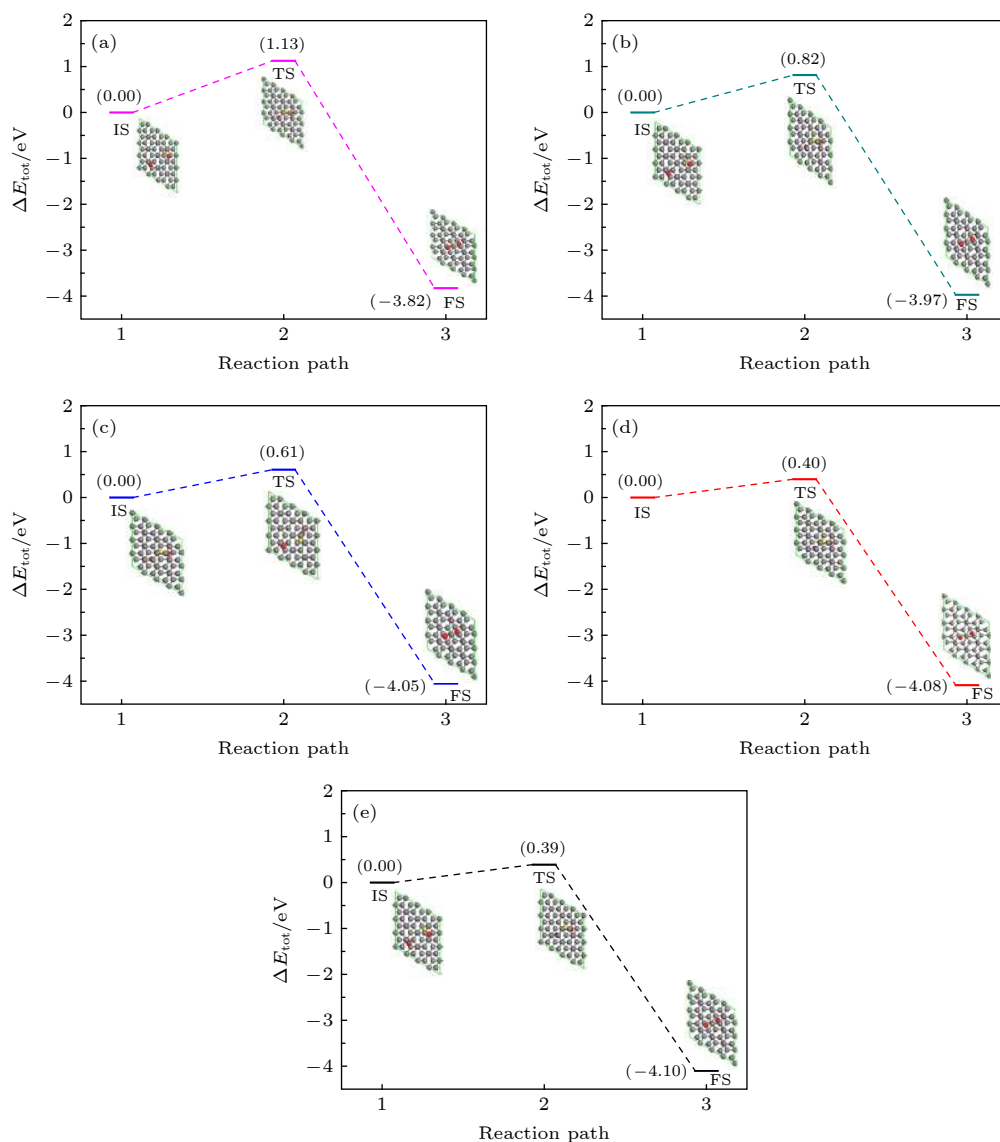 (a)
2
1
0
−1
−2
−3
−4
ΔE_tot/eV
(0.00)
IS
(1.13)
TS
(−3.82)
FS
1 2 3
Reaction path
(b)
2
1
0
−1
−2
−3
−4
ΔE_tot/eV
(0.00)
IS
(0.82)
TS
(−3.97)
FS
1 2 3
Reaction path
(c)
2
1
0
−1
−2
−3
−4
ΔE_tot/eV
(0.00)
IS
(0.61)
TS
(−4.05)
FS
1 2 3
Reaction path
(d)
2
1
0
−1
−2
−3
−4
ΔE_tot/eV
(0.00)
IS
(0.40)
TS
(−4.08)
FS
1 2 3
Reaction path
(e)
2
1
0
−1
−2
−3
−4
ΔE_tot/eV
(0.00)
IS
(0.39)
TS
(−4.10)
FS
1 2 3
Reaction path